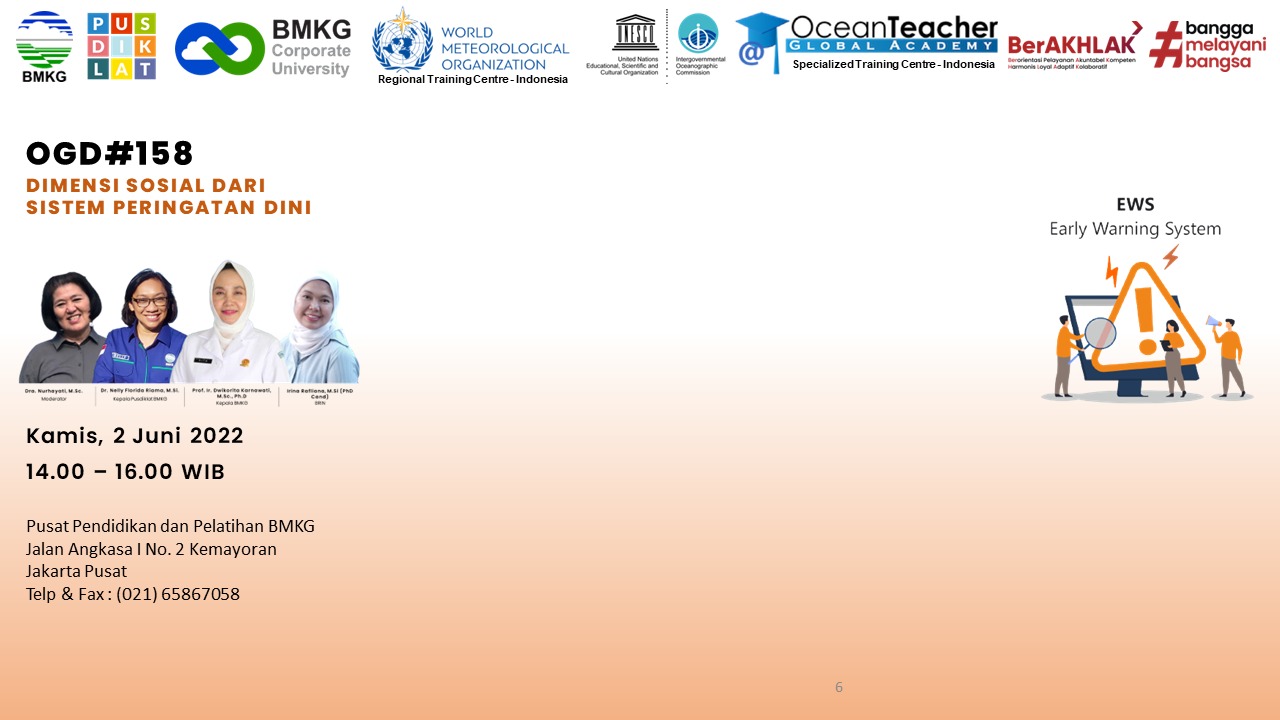 BMKG
PUS
DIK
LAT
BMKG
Corporate
University
WORLD
METEOROLOGICAL
ORGANIZATION
Regional Training Centre - Indonesia
UNESCO
United Nations
Educational, Scientific and
Cultural Organization
Intergovernmental
Oceanographic
Commission
@
OceanTeacher
GLOBAL ACADEMY
Specialized Training Centre - Indonesia
BerAKHLAK
Berorientasi Pelayanan Akuntabel Kompeten
Harmonis Loyal Adaptif Kolaboratif
#bangga
melayani
bangsa
OGD#158
DIMENSI SOSIAL DARI
SISTEM PERINGATAN DINI
Dra. Nurhayati, M.Sc.
Moderator
Dr. Nelly Florida Riama, M.Si.
Kepala Pusdiklat BMKG
Prof. Ir. Dwikorita Karnawati,
M.Sc., Ph.D
Kepala BMKG
Irina Rafliana, M.Si (PhD
Cand)
BRIN
Kamis, 2 Juni 2022
14.00 – 16.00 WIB
Pusat Pendidikan dan Pelatihan BMKG
Jalan Angkasa I No. 2 Kemayoran
Jakarta Pusat
Telp & Fax : (021) 65867058
EWS
Early Warning System
6